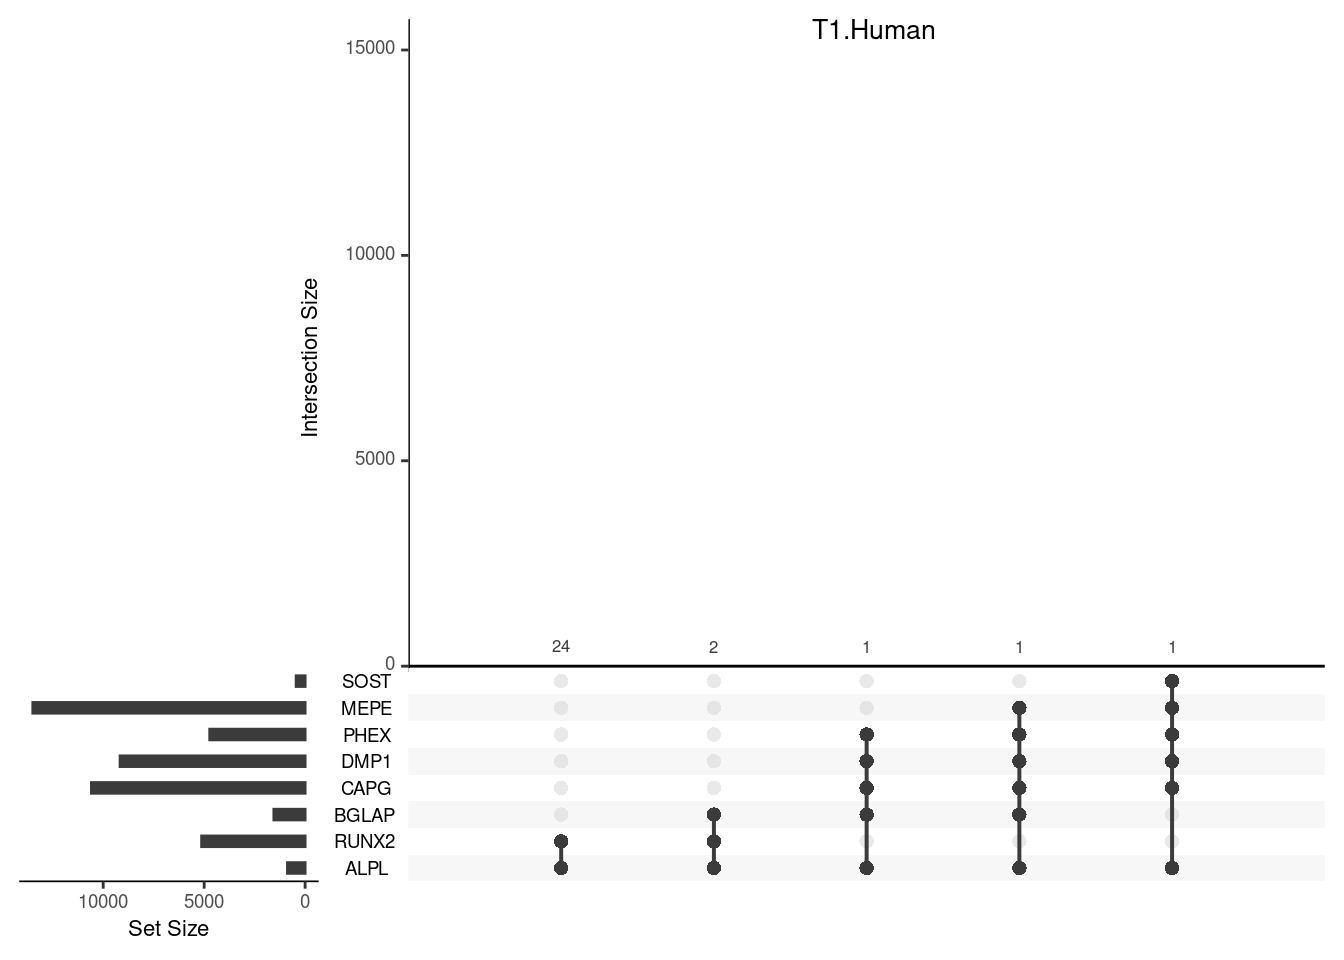 T1.Human
15000
10000
5000
0
Intersection Size
24 2 1 1 1
SOST
MEPE
PHEX
DMP1
CAPG
BGLAP
RUNX2
ALPL
10000 5000 0
Set Size